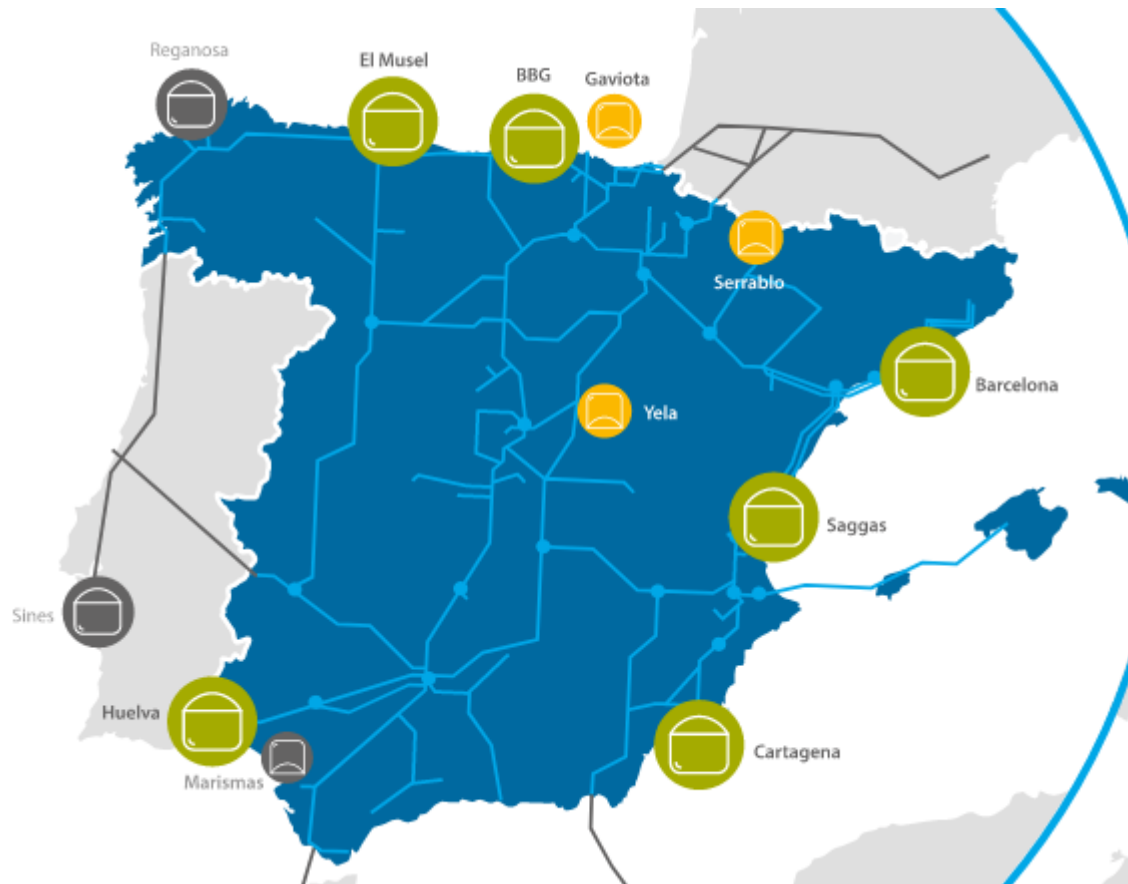 Reganosa
El Musel
BBG
Gaviota
Serrablo
Barcelona
Yela
Saggas
Sines
Huelva
Marismas
Cartagena